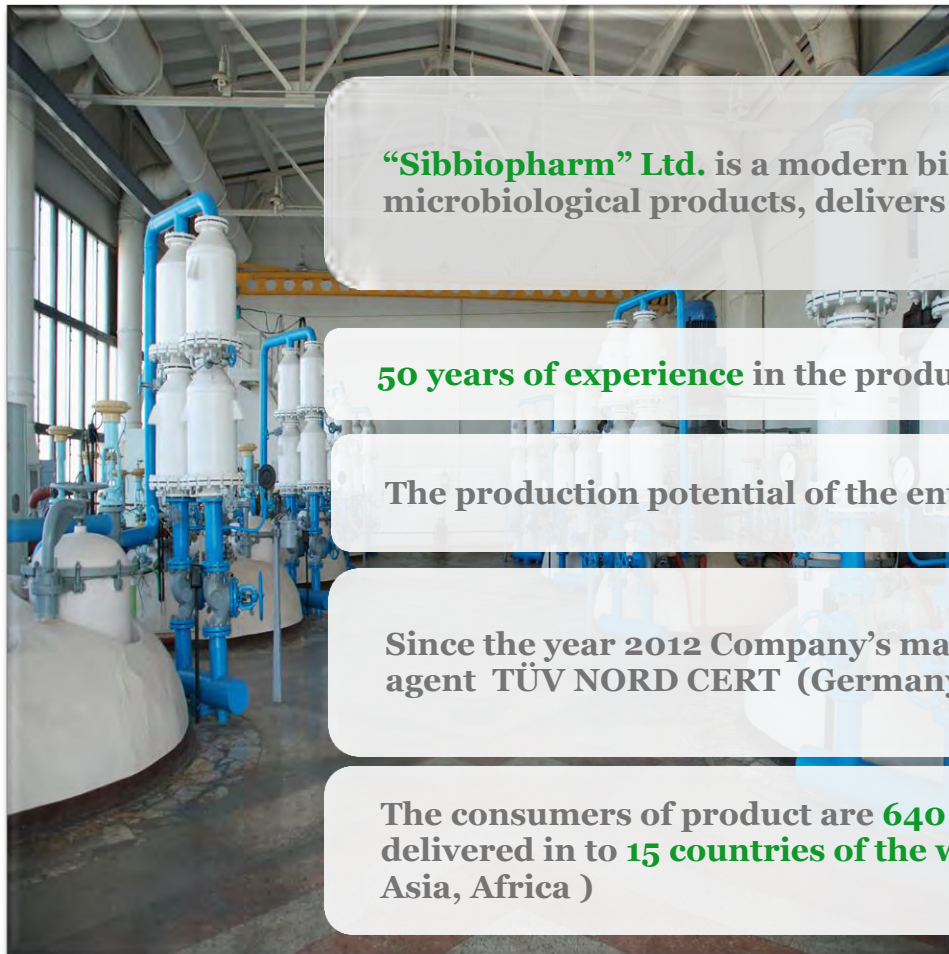 “Sibbiopharm” Ltd. is a modern bi
microbiological products, delivers
50 years of experience in the produ
The production potential of the en
Since the year 2012 Company’s ma
agent TÜV NORD CERT (Germany
The consumers of product are 640
delivered in to 15 countries of the w
Asia, Africa )